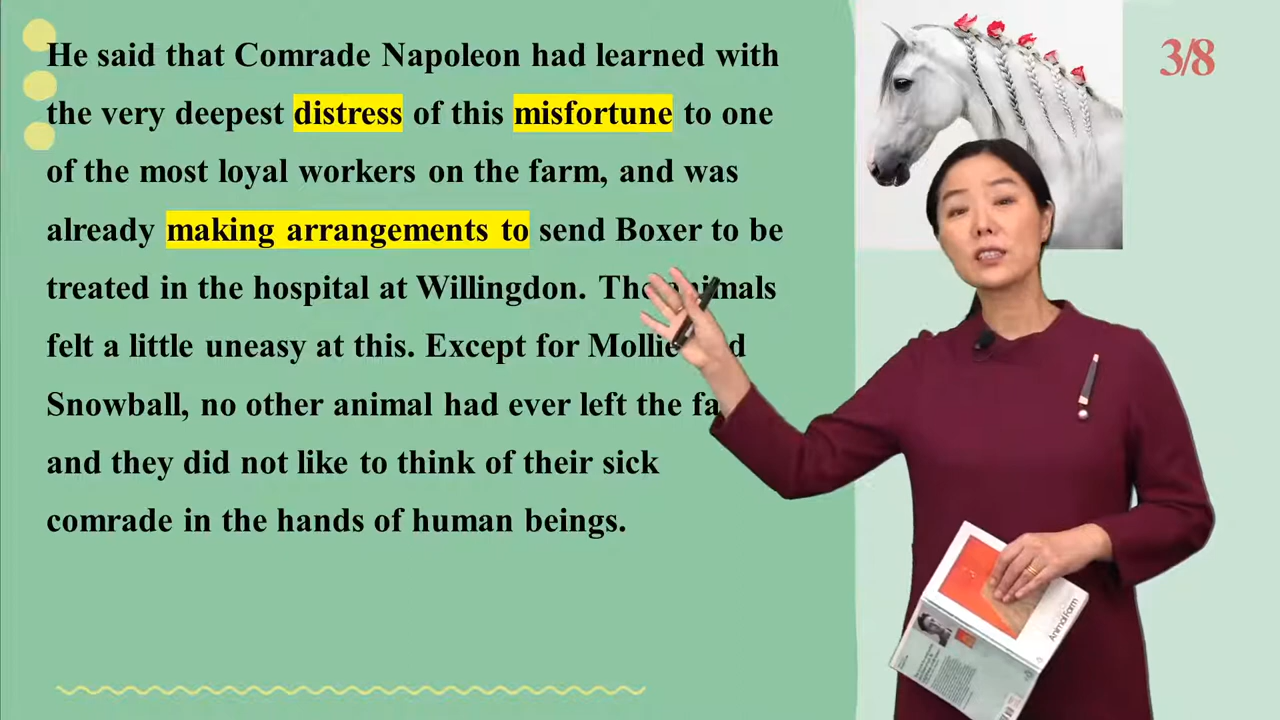 He said that Comrade Napoleon had learned with
the very deepest distress of this misfortune to one
of the most loyal workers on the farm, and was
already making arrangements to send Boxer to be
treated in the hospital at Willingdon.
felt a little uneasy at this. Except for Mollie
Snowball, no other animal had ever left the
and they did not like to think of their sick
comrade in the hands of human beings.
3/8
Animal Farm